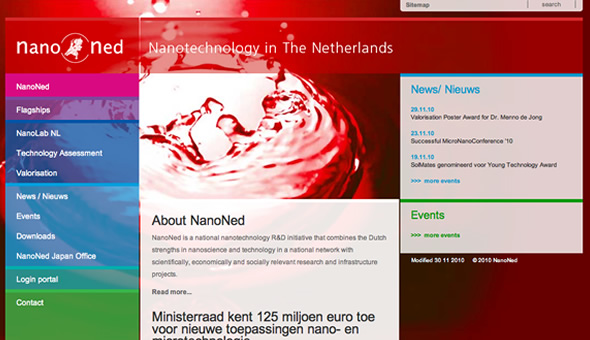 Sitemap
search
nano Ned
Nanotechnology in The Netherlands
NanoNed
Flagships
NanoLab NL
Technology Assessment
Valorisation
News / Nieuws
Events
Downloads
NanoNed Japan Office
Login portal
Contact
About NanoNed
NanoNed is a national nanotechnology R&D initiative that combines the Dutch
strengths in nanoscience and technology in a national network with
scientifically, economically and socially relevant research and infrastructure
projects.
Read more...
Ministerraad kent 125 miljoen euro toe
voor nieuwe toepassingen nano- en
microtechnologie
News/ Nieuws
29.11.10
Valorisation Poster Award for Dr. Menno de Jong
23.11.10
Successful MicroNanoConference '10
19.11.10
SolMates genomineerd voor Young Technology Award
>>> more events
Events
>>> more events
Modified 30 11 2010 © 2010 NanoNed